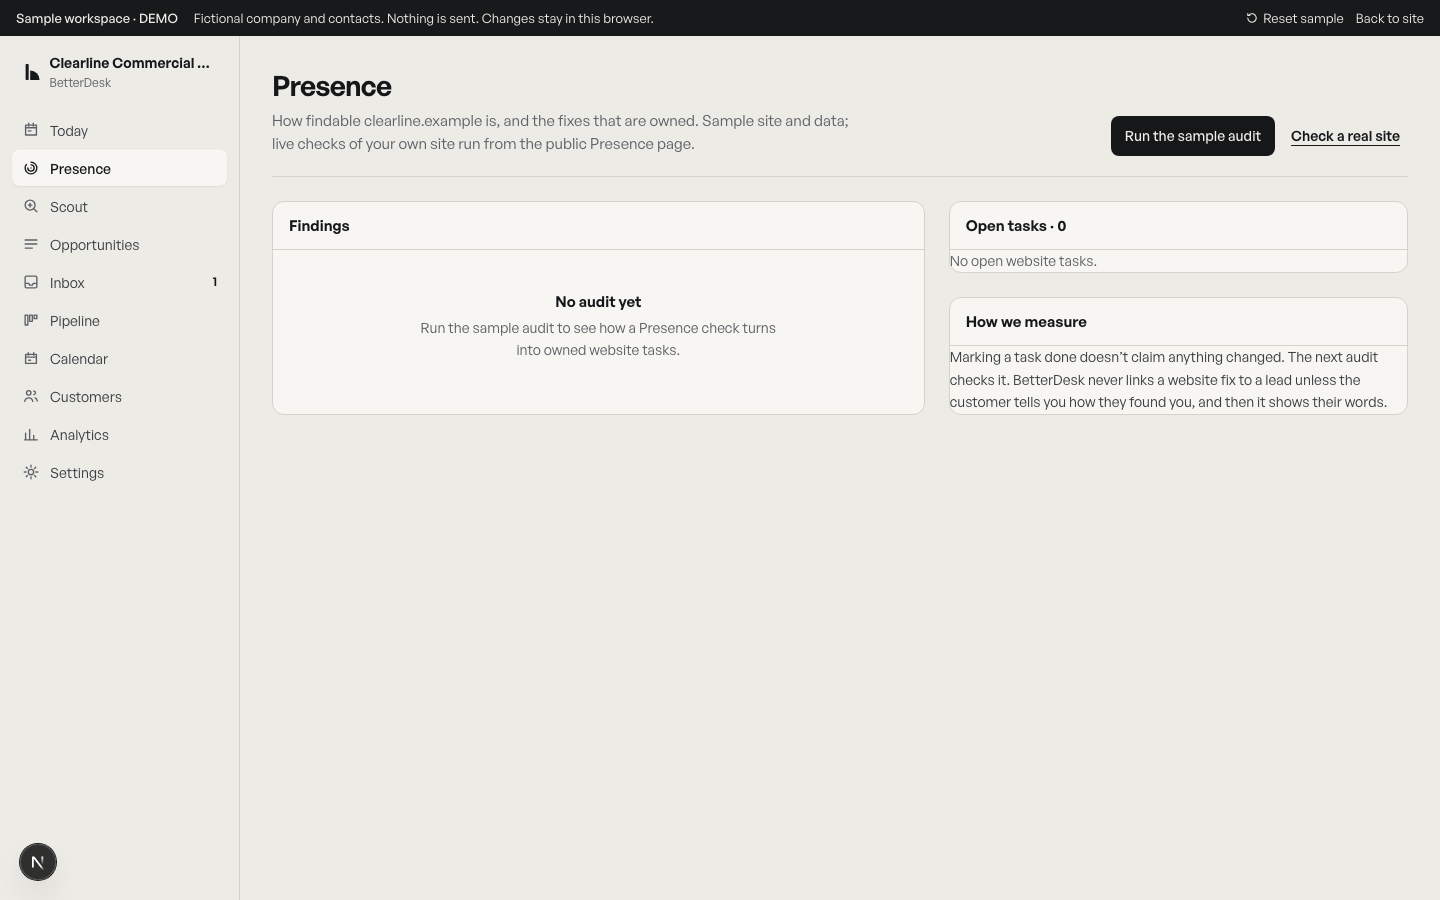 Sample workspace · DEMO Fictional company and contacts. Nothing is sent. Changes stay in this browser. Reset sample Back to site
Clearline Commercial ...
BetterDesk
Today
Presence
Scout
Opportunities
Inbox 1
Pipeline
Calendar
Customers
Analytics
Settings
N
Presence
How findable clearline.example is, and the fixes that are owned. Sample site and data;
live checks of your own site run from the public Presence page.
Run the sample audit Check a real site
Findings
No audit yet
Run the sample audit to see how a Presence check turns
into owned website tasks.
Open tasks · 0
No open website tasks.
How we measure
Marking a task done doesn’t claim anything changed. The next audit
checks it. BetterDesk never links a website fix to a lead unless the
customer tells you how they found you, and then it shows their words.